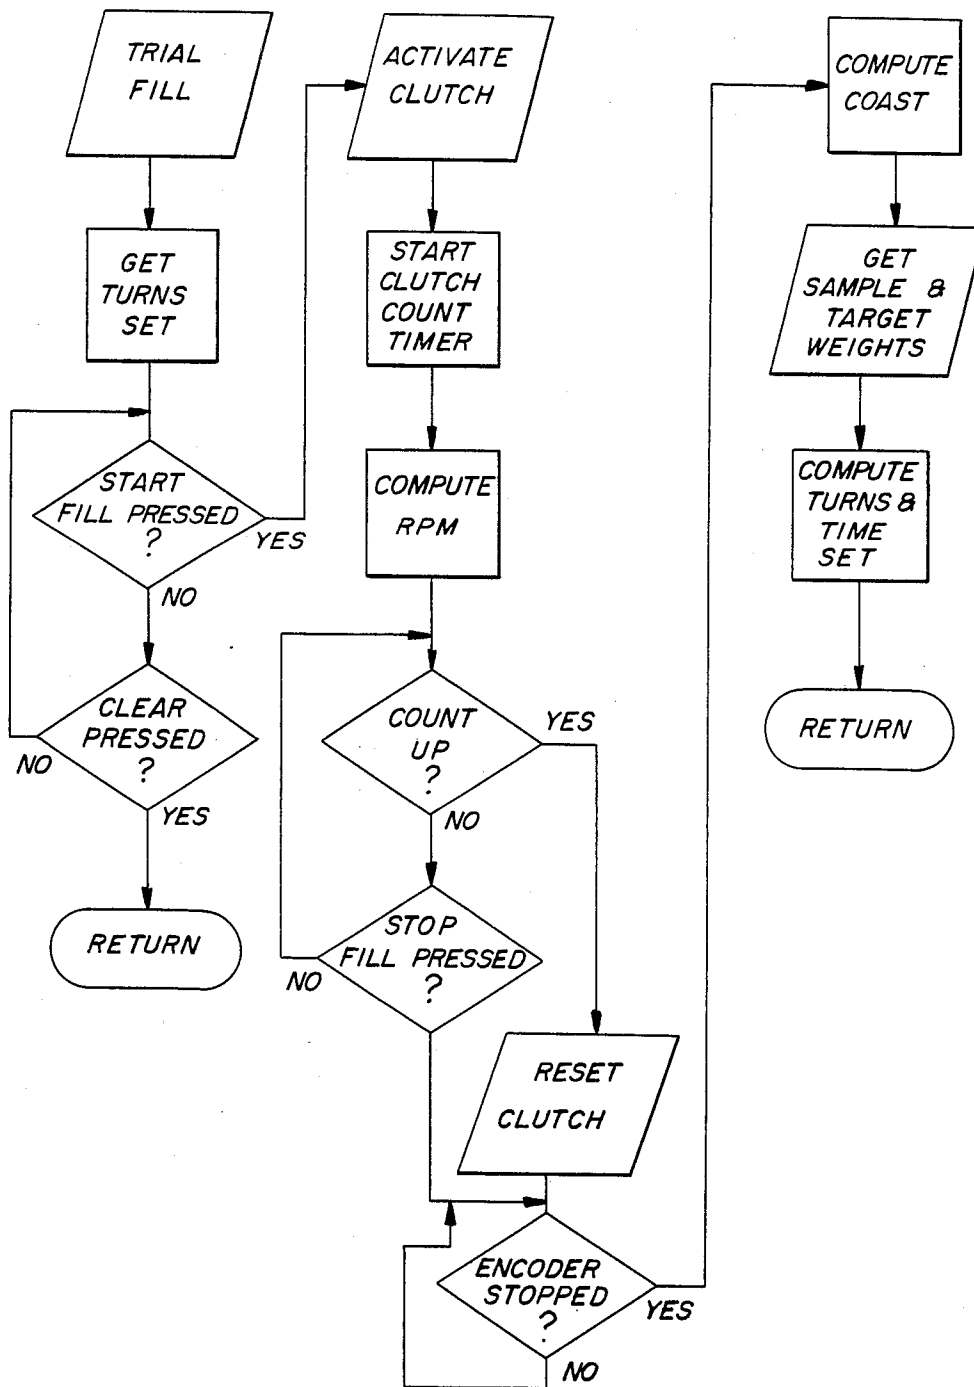 TRIAL
FILL
GET
TURNS
SET
START
FILL PRESSED
?
YES
NO
CLEAR
PRESSED
?
NO
YES
RETURN
ACTIVATE
CLUTCH
START
CLUTCH
COUNT
TIMER
COMPUTE
RPM
COUNT
UP
?
YES
NO
STOP
FILL PRESSED
?
NO
RESET
CLUTCH
ENCODER
STOPPED
?
YES
NO
COMPUTE
COAST
GET
SAMPLE &
TARGET
WEIGHTS
COMPUTE
TURNS &
TIME
SET
RETURN